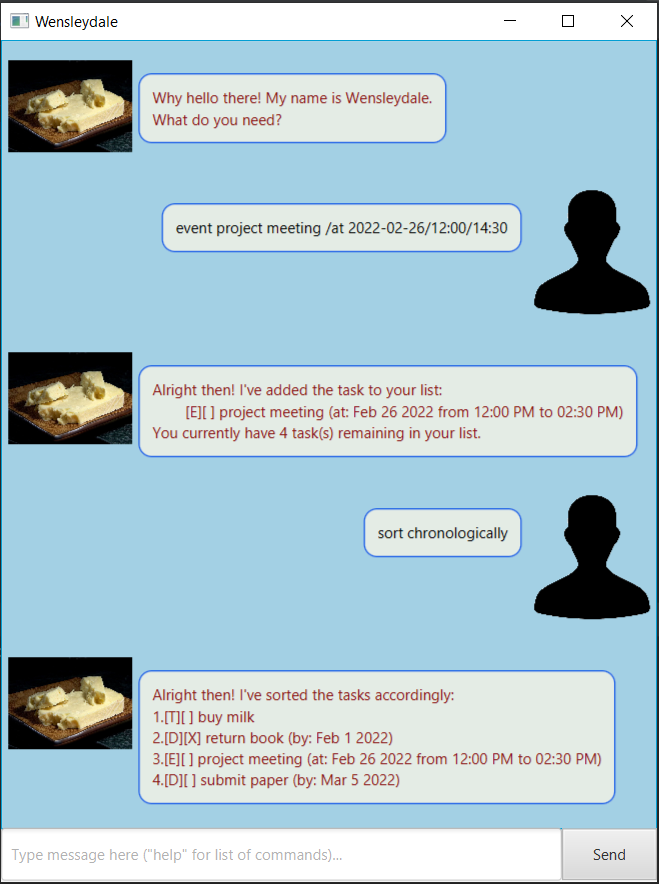 Wensleydale
Why hello there! My name is Wensleydale.
What do you need?
event project meeting /at 2022-02-26/12:00/14:30
Alright then! I've added the task to your list:
[E][ ] project meeting (at: Feb 26 2022 from 12:00 PM to 02:30 PM)
You currently have 4 task(s) remaining in your list.
sort chronologically
Alright then! I've sorted the tasks accordingly:
1.[T][ ] buy milk
2.[D][X] return book (by: Feb 1 2022)
3.[E][ ] project meeting (at: Feb 26 2022 from 12:00 PM to 02:30 PM)
4.[D][ ] submit paper (by: Mar 5 2022)
Type message here ("help" for list of commands)...
Send